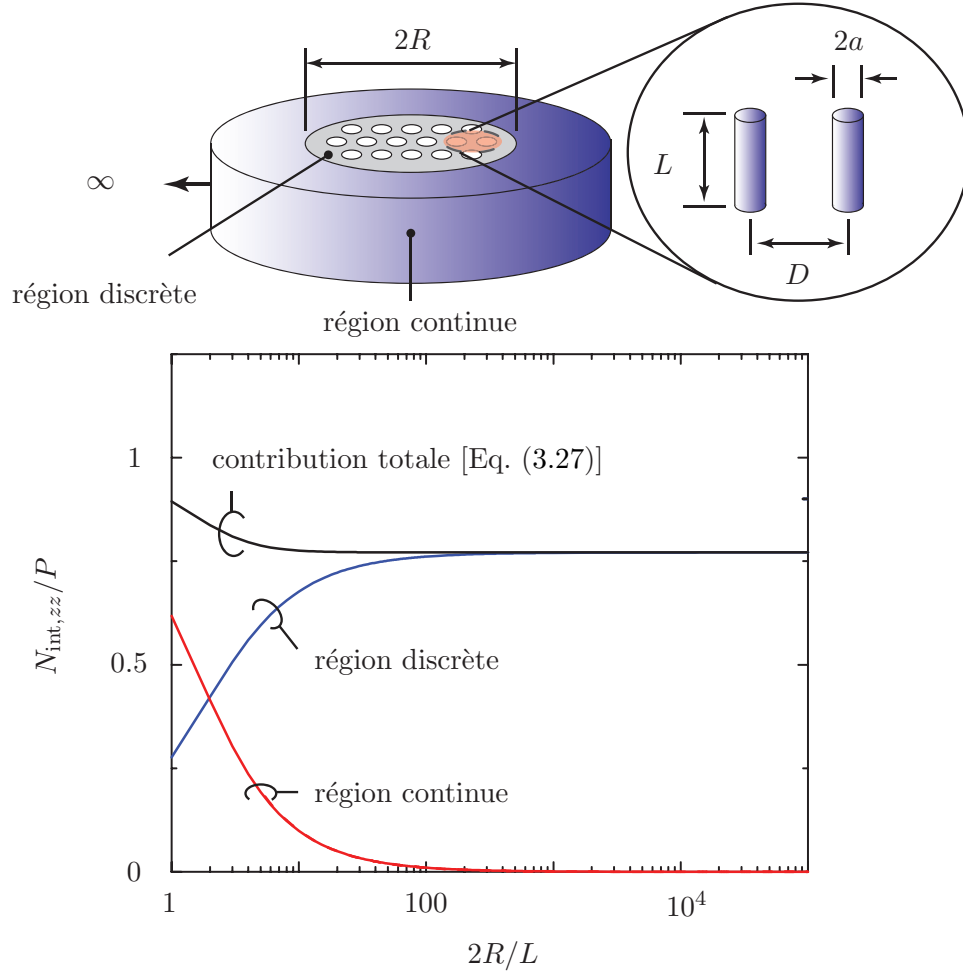 2R
2a
L
∞
D
région discrète
région continue
contribution totale [Eq. (3.27)]
région discrète
région continue
N_{int,zz}/P
1
0.5
0
1
100
10^4
2R/L